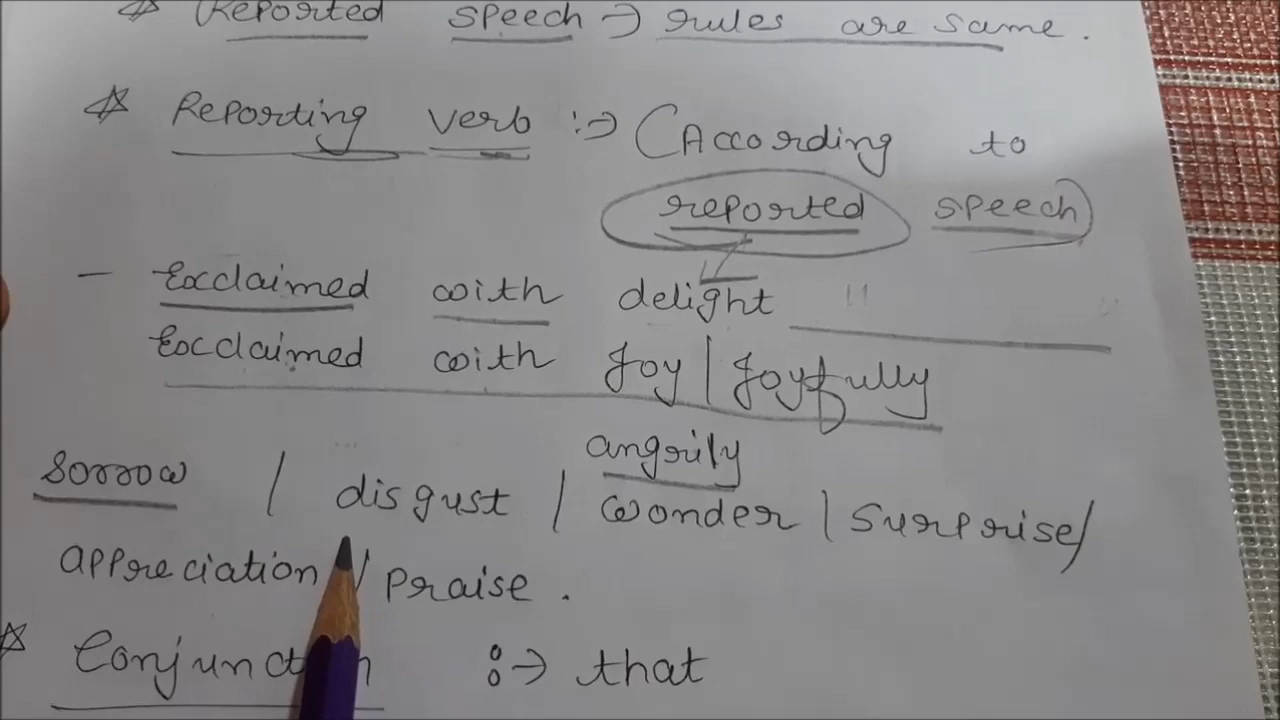 ☆ Reported speech → rules are same.
☆ Reporting verb :→ (According to
reported speech)
- Exclaimed with delight "
Exclaimed with Joy | Joyfully
angrily
sorrow / disgust / wonder | surprise/
appreciation / praise.
☆ Conjunction :→ that